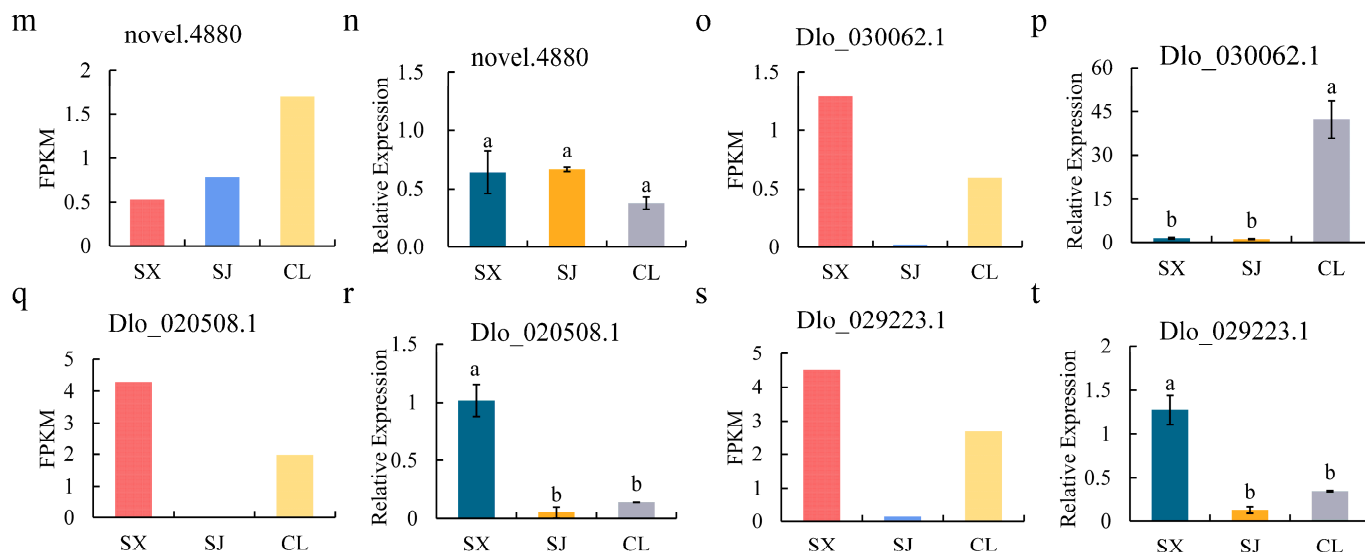 m
novel.4880
FPKM
2
1.5
1
0.5
0
SX SJ CL
n
novel.4880
Relative Expression
1.5
1.0
0.5
0.0
a a a
SX SJ CL
o
Dlo_030062.1
FPKM
1.5
1
0.5
0
SX SJ CL
p
Dlo_030062.1
Relative Expression
60
45
30
15
0
b b a
SX SJ CL
q
Dlo_020508.1
FPKM
5
4
3
2
1
0
SX SJ CL
r
Dlo_020508.1
Relative Expression
1.5
1
0.5
0
a b b
SX SJ CL
s
Dlo_029223.1
FPKM
5
4
3
2
1
0
SX SJ CL
t
Dlo_029223.1
Relative Expression
2
1.5
1
0.5
0
a b b
SX SJ CL